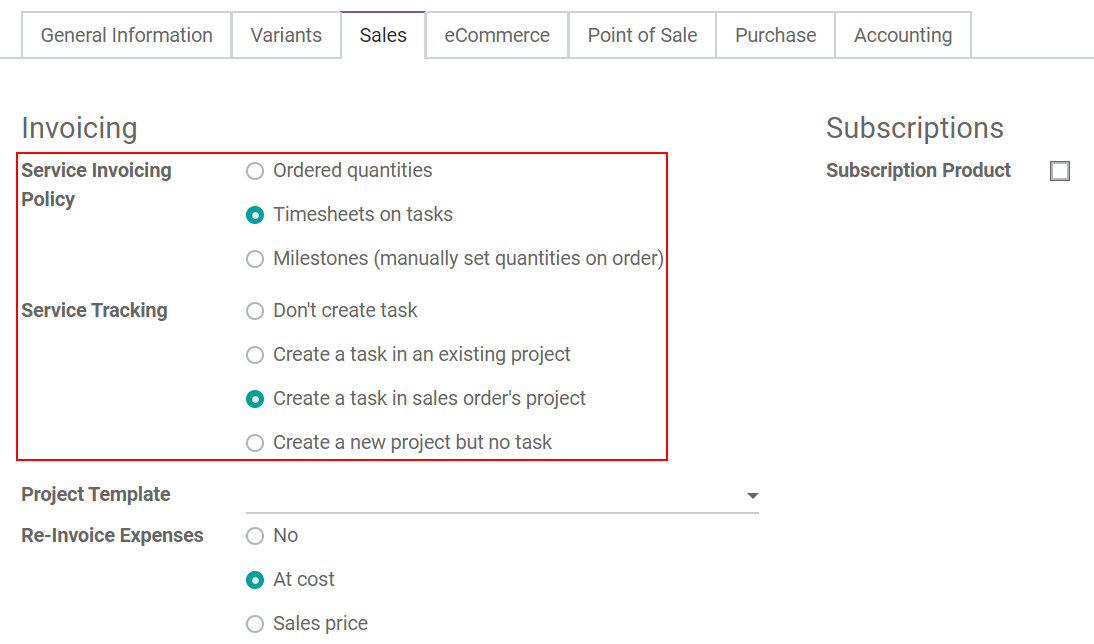 General Information Variants Sales eCommerce Point of Sale Purchase Accounting
Invoicing
Service Invoicing
Policy
Ordered quantities
Timesheets on tasks
Milestones (manually set quantities on order)
Service Tracking
Don't create task
Create a task in an existing project
Create a task in sales order's project
Create a new project but no task
Project Template
Re-Invoice Expenses
No
At cost
Sales price
Subscriptions
Subscription Product